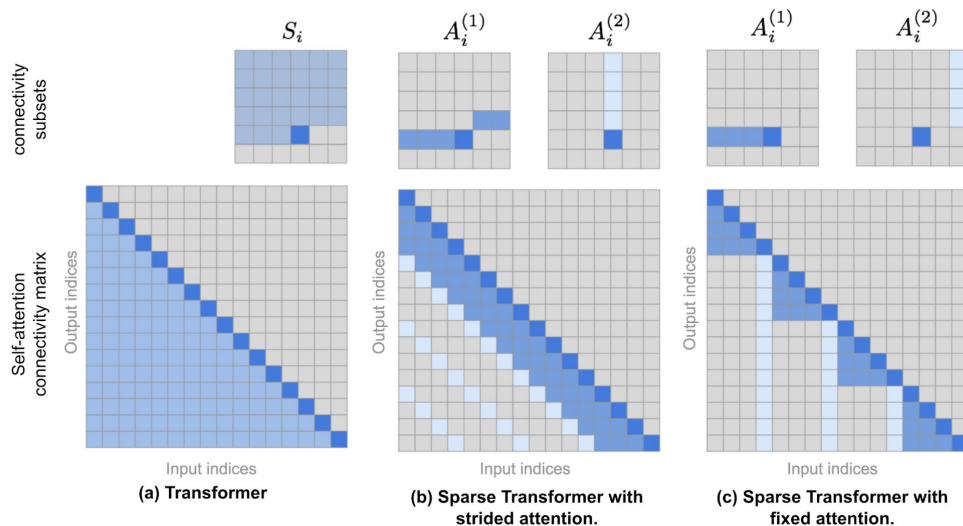 S_i
A_i^{(1)}
A_i^{(2)}
A_i^{(1)}
A_i^{(2)}
connectivity
subsets
Self-attention
connectivity matrix
Output indices
Output indices
Output indices
Input indices
Input indices
Input indices
(a) Transformer
(b) Sparse Transformer with
strided attention.
(c) Sparse Transformer with
fixed attention.